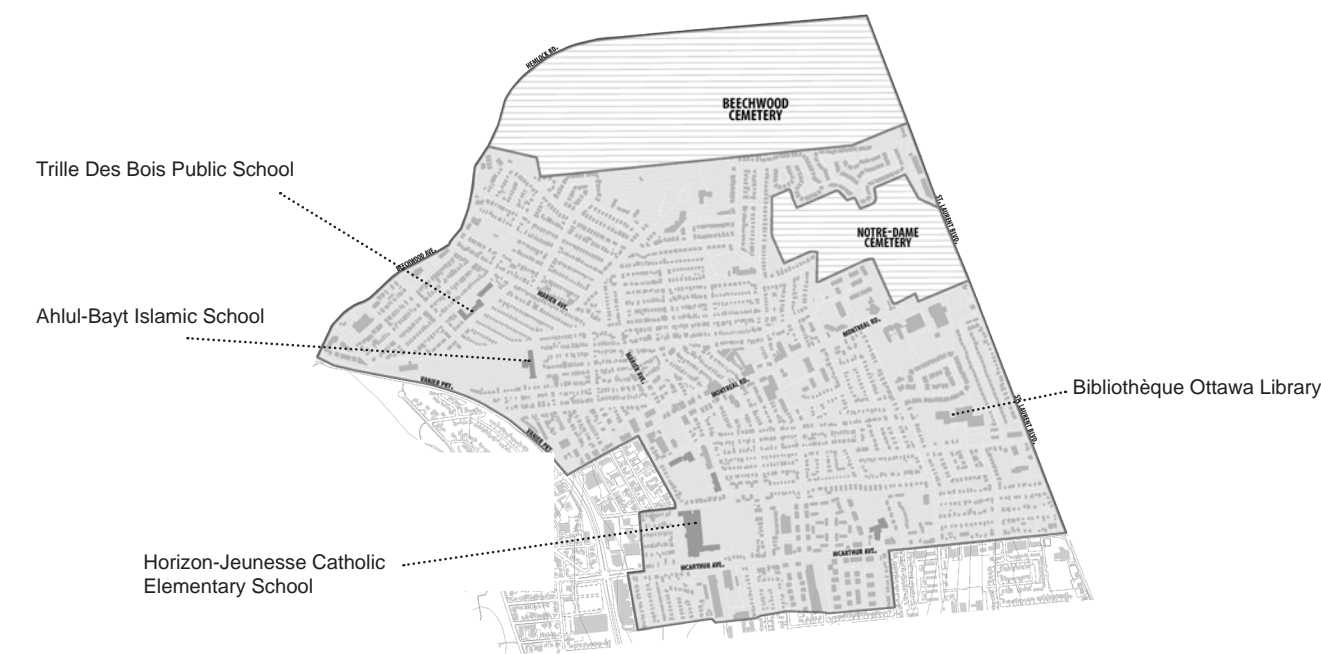 HEMLOCK RD.
BEECHWOOD
CEMETERY
Trille Des Bois Public School
ST. LAURENT BLVD.
NOTRE-DAME
CEMETERY
BEECHWOOD AVE.
MARIER AVE.
Ahlul-Bayt Islamic School
MONTREAL RD.
MARIER AVE.
VANIER PKY.
MONTREAL RD.
Bibliothèque Ottawa Library
ST. LAURENT BLVD.
VANIER PKY.
Horizon-Jeunesse Catholic
Elementary School
MCARTHUR AVE.
MCARTHUR AVE.